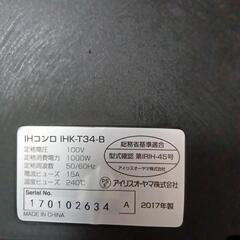 IHコンロ IHK-T34-B
定格電圧： 100V
定格消費電力： 1000W
定格周波数： 50/60Hz
電流ヒューズ： 15A
温度ヒューズ： 240℃
総務省基準適合
型式確認 第IRIH-45号
アイリスオーヤマ株式会社
アイリスオーヤマ株式会社
Serial No.
170102634 A
2017年製
MADE IN CHINA